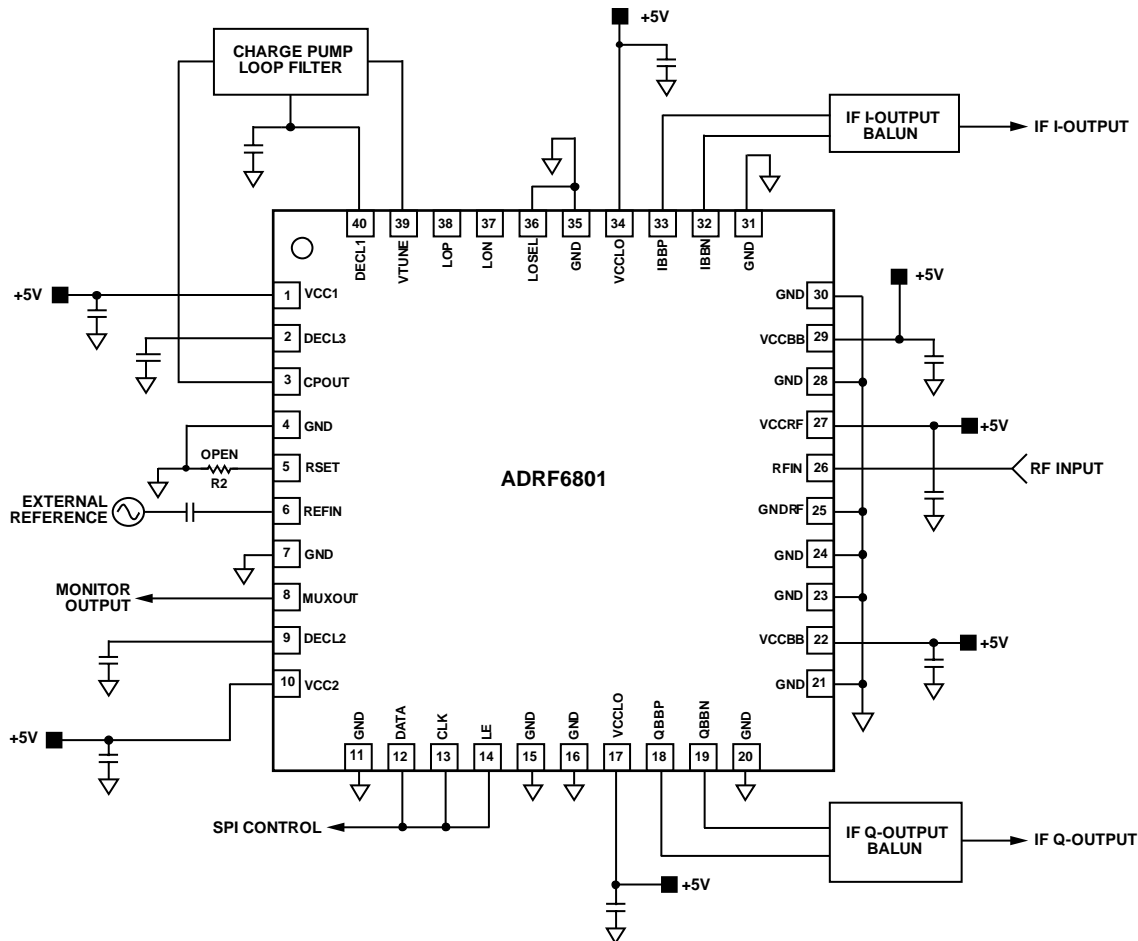 +5V
CHARGE PUMP
LOOP FILTER
IF I-OUTPUT
BALUN
IF I-OUTPUT
40
39
38
37
36
35
34
33
32
31
DECL1
VTUNE
LOP
LON
LOSEL
GND
VCCLO
IBBP
IBBN
GND
+5V
1
VCC1
2
DECL3
3
CPOUT
4
GND
OPEN
R2
5
RSET
EXTERNAL
REFERENCE
6
REFIN
7
GND
MONITOR
OUTPUT
8
MUXOUT
9
DECL2
10
VCC2
+5V
ADRF6801
GND
30
+5V
VCCBB
29
GND
28
VCCRF
27
+5V
RFIN
26
RF INPUT
GNDRF
25
GND
24
GND
23
VCCBB
22
+5V
GND
21
GND
DATA
CLK
LE
GND
GND
VCCLO
QBBP
QBBN
GND
11
12
13
14
15
16
17
18
19
20
SPI CONTROL
IF Q-OUTPUT
BALUN
IF Q-OUTPUT
+5V